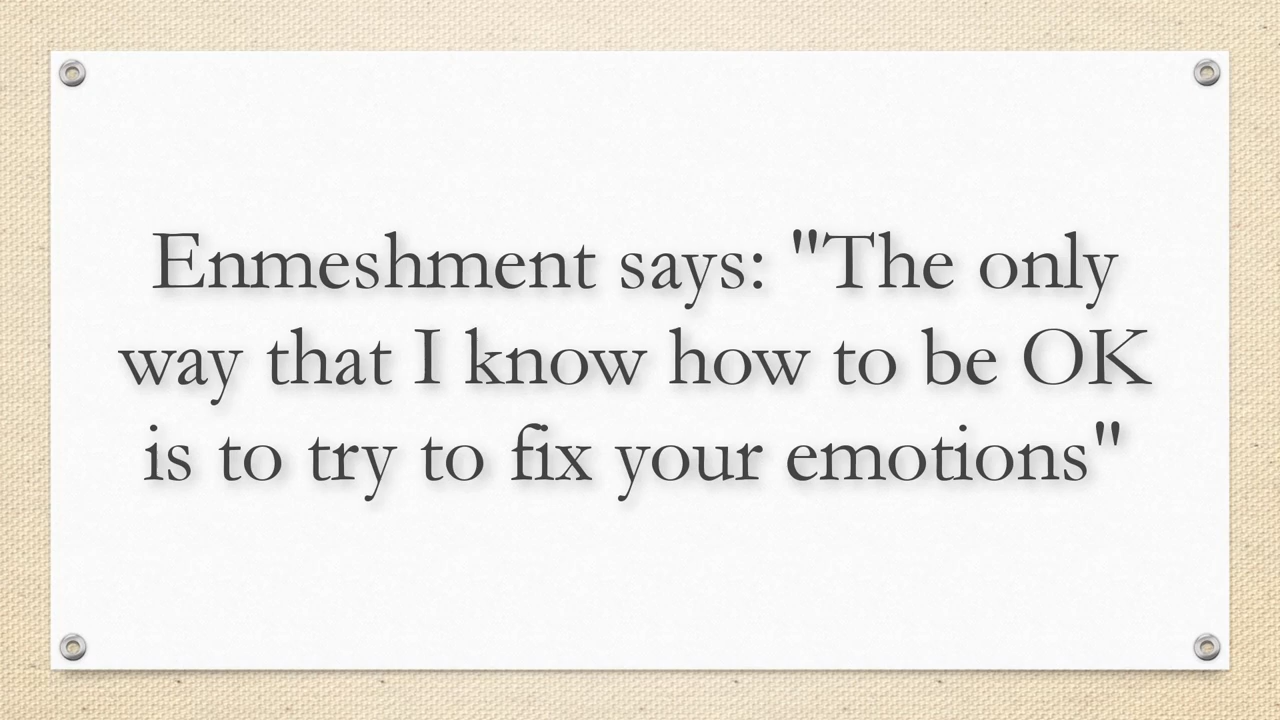 Enmeshment says: "The only
way that I know how to be OK
is to try to fix your emotions"